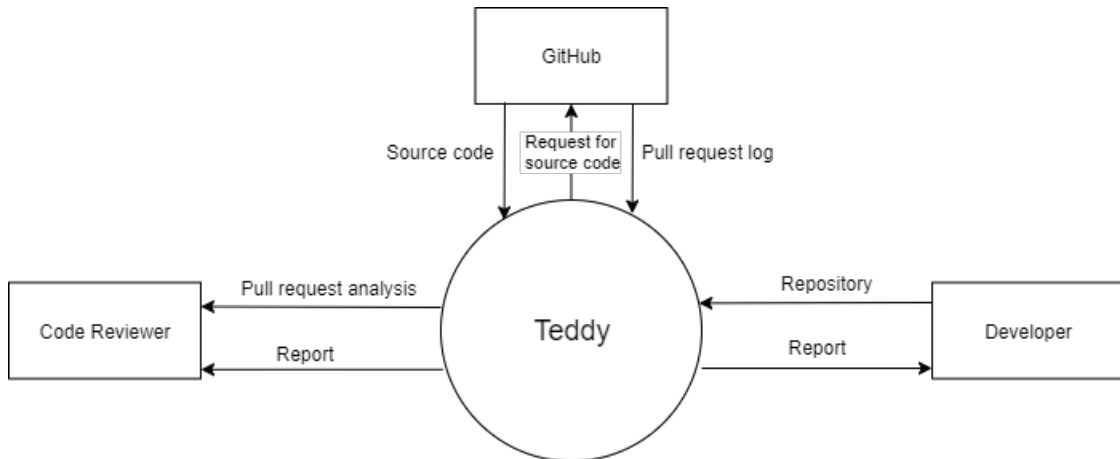 GitHub
Source code
Request for
source code
Pull request log
Pull request analysis
Repository
Code Reviewer
Teddy
Developer
Report
Report